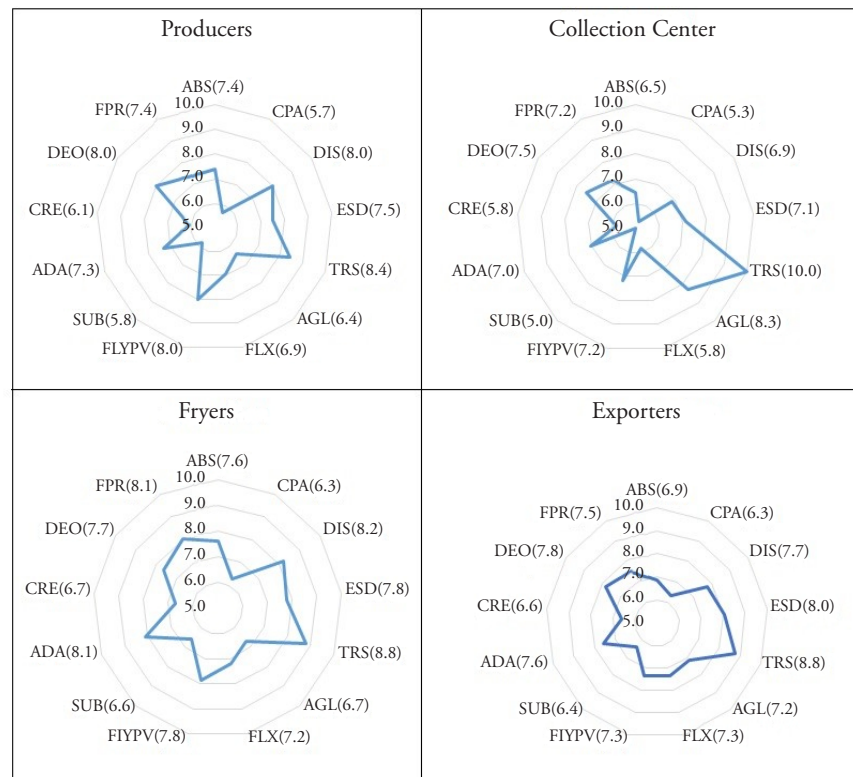 Producers
ABS(7.4)
CPA(5.7)
DIS(8.0)
ESD(7.5)
TRS(8.4)
AGL(6.4)
FLX(6.9)
FLYPV(8.0)
SUB(5.8)
ADA(7.3)
CRE(6.1)
DEO(8.0)
FPR(7.4)
10.0
9.0
8.0
7.0
6.0
5.0
Collection Center
ABS(6.5)
CPA(5.3)
DIS(6.9)
ESD(7.1)
TRS(10.0)
AGL(8.3)
FLX(5.8)
FIYPV(7.2)
SUB(5.0)
ADA(7.0)
CRE(5.8)
DEO(7.5)
FPR(7.2)
10.0
9.0
8.0
7.0
6.0
5.0
Fryers
ABS(7.6)
CPA(6.3)
DIS(8.2)
ESD(7.8)
TRS(8.8)
AGL(6.7)
FLX(7.2)
FIYPV(7.8)
SUB(6.6)
ADA(8.1)
CRE(6.7)
DEO(7.7)
FPR(8.1)
10.0
9.0
8.0
7.0
6.0
5.0
Exporters
ABS(6.9)
CPA(6.3)
DIS(7.7)
ESD(8.0)
TRS(8.8)
AGL(7.2)
FLX(7.3)
FIYPV(7.3)
SUB(6.4)
ADA(7.6)
CRE(6.6)
DEO(7.8)
FPR(7.5)
10.0
9.0
8.0
7.0
6.0
5.0